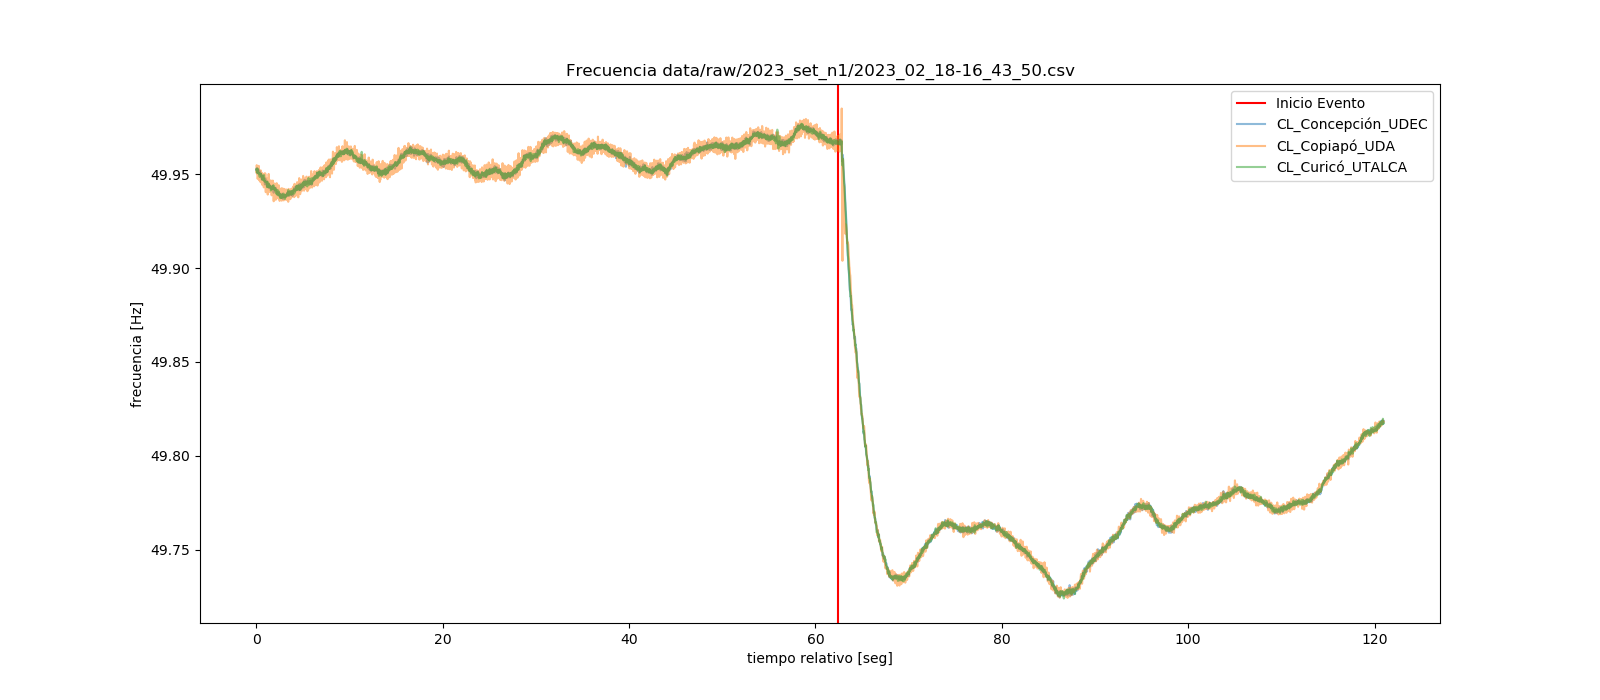 Frecuencia data/raw/2023_set_n1/2023_02_18-16_43_50.csv
Inicio Evento
CL_Concepción_UDEC
CL_Copiapó_UDA
CL_Curicó_UTALCA
frecuencia [Hz]
49.95
49.90
49.85
49.80
49.75
0 20 40 60 80 100 120
tiempo relativo [seg]